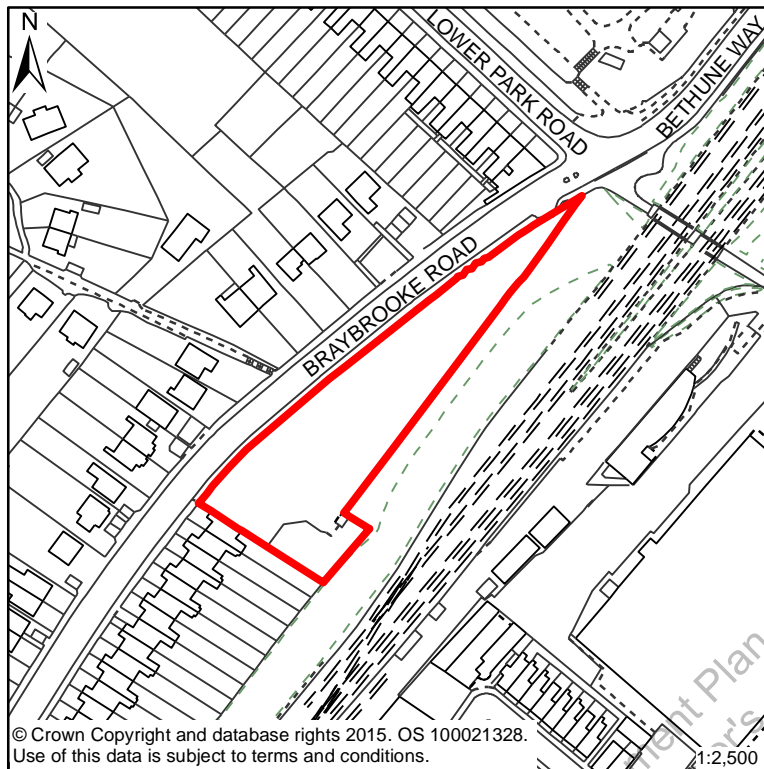 N
LOWER PARK ROAD
BETHUNE WAY
BRAYBROOKE ROAD
© Crown Copyright and database rights 2015. OS 100021328.
Use of this data is subject to terms and conditions.
1:2,500
Plan